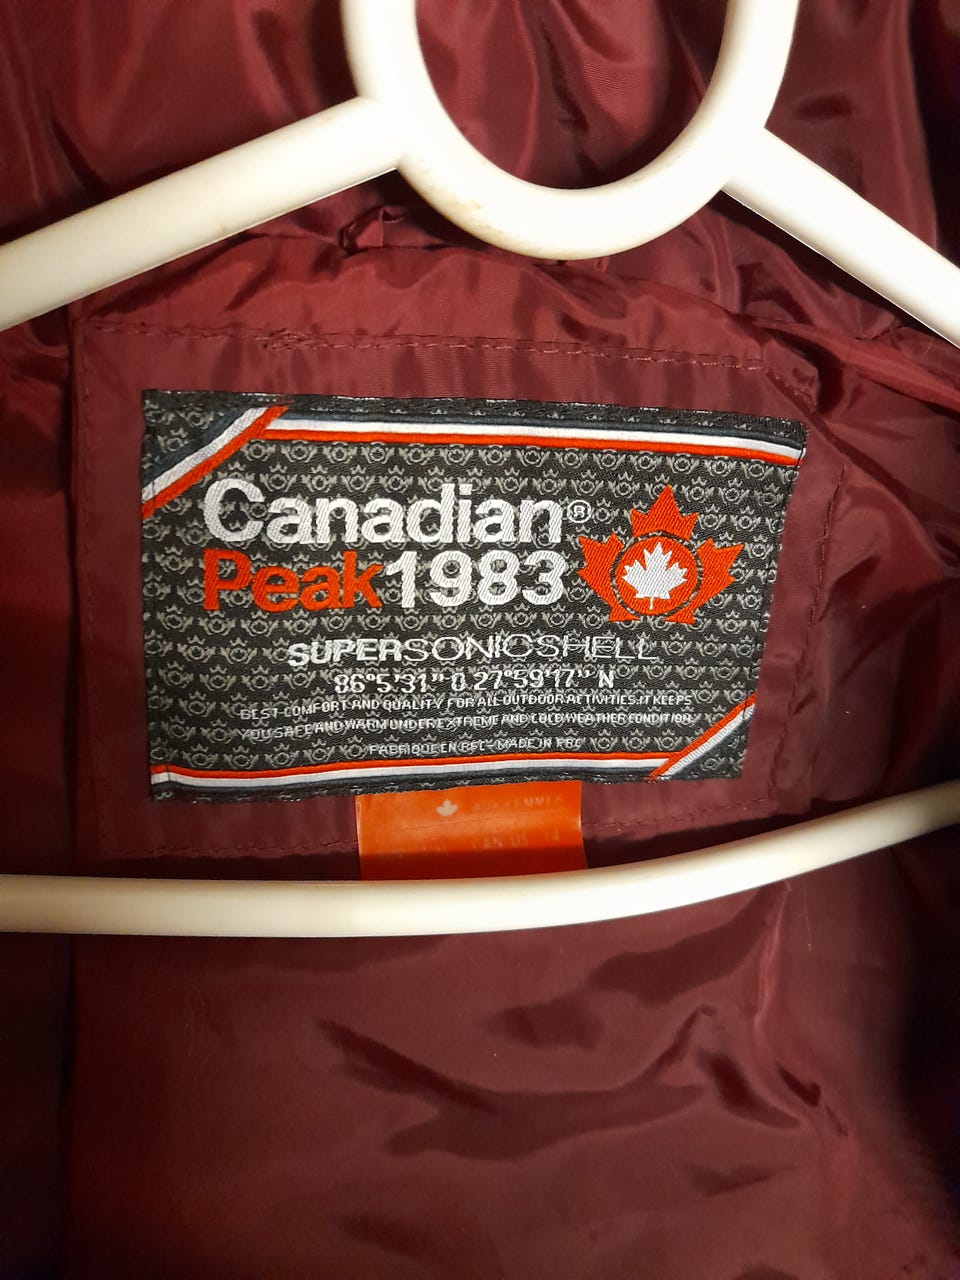 Canadian®
Peak1983
SUPERSONICSHELL
86°5'31" O 27°59'17" N
BEST COMFORT AND QUALITY FOR ALL OUTDOOR ACTIVITIES.IT KEEPS
YOU SAFE AND WARM UNDER EXTREME AND COLD WEATHER CONDITION.
FABRIQUE EN RPC - MADE IN PRC